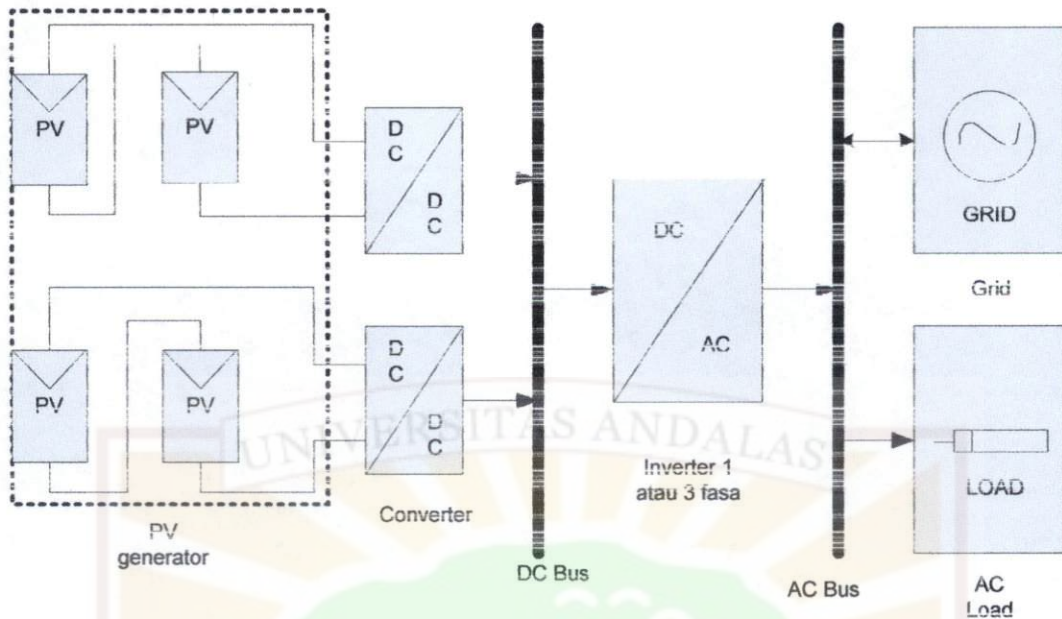 PV
PV
D
C
D
C
PV
PV
D
C
D
C
PV
generator
Converter
DC Bus
DC
AC
Inverter 1
atau 3 fasa
AC Bus
GRID
Grid
LOAD
AC
Load
UNIVERSITAS ANDALAS